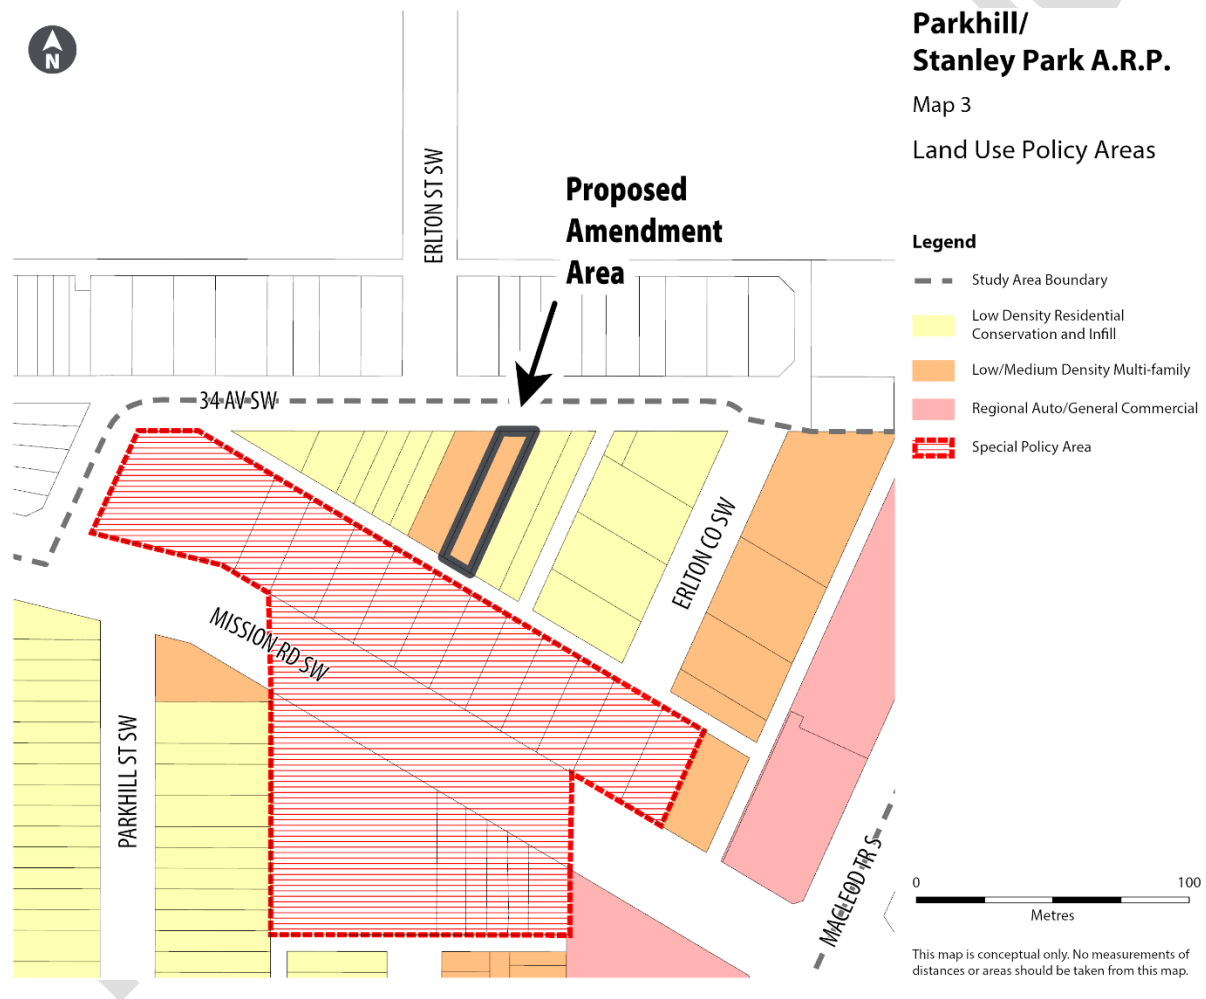 Parkhill/
Stanley Park A.R.P.
Map 3
Land Use Policy Areas
N
ERLTON ST SW
Proposed
Amendment
Area
Legend
Study Area Boundary
Low Density Residential
Conservation and Infill
Low/Medium Density Multi-family
Regional Auto/General Commercial
Special Policy Area
34 AV SW
ERLTON CO SW
MISSION RD SW
PARKHILL ST SW
MACLEOD TR S
0 100
Metres
This map is conceptual only. No measurements of
distances or areas should be taken from this map.